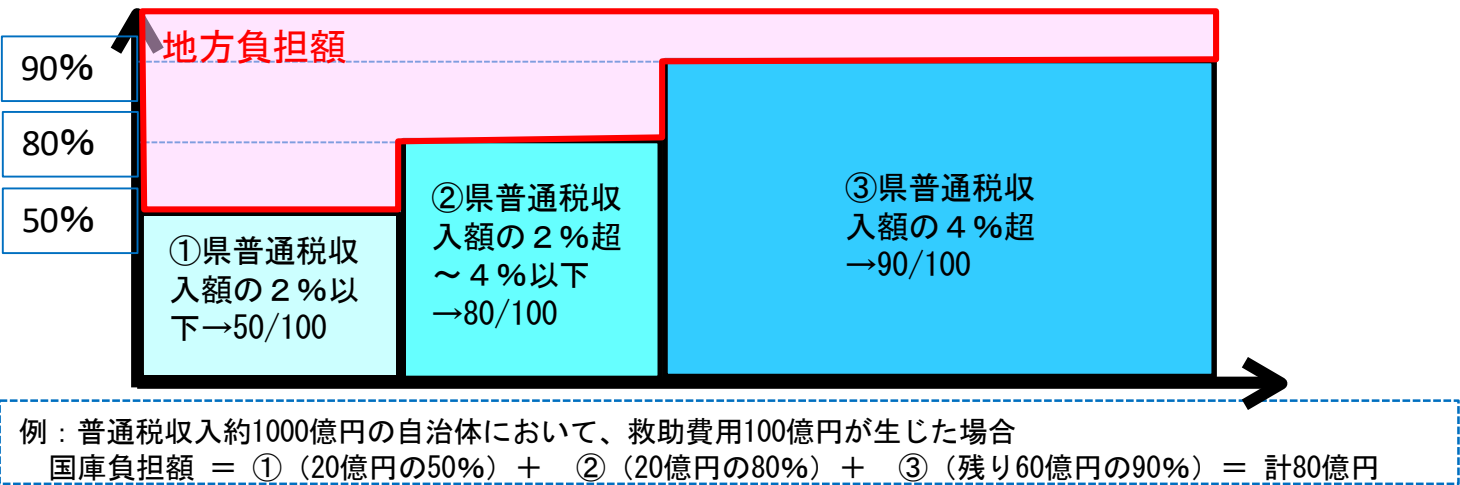 地方負担額
90%
80%
50%
①県普通税収
入額の２%以
下→50/100
②県普通税収
入額の２%超
～４%以下
→80/100
③県普通税収
入額の４%超
→90/100
例：普通税収入約1000億円の自治体において、救助費用100億円が生じた場合
国庫負担額 ＝ ①（20億円の50%）＋ ②（20億円の80%）＋ ③（残り60億円の90%）＝ 計80億円